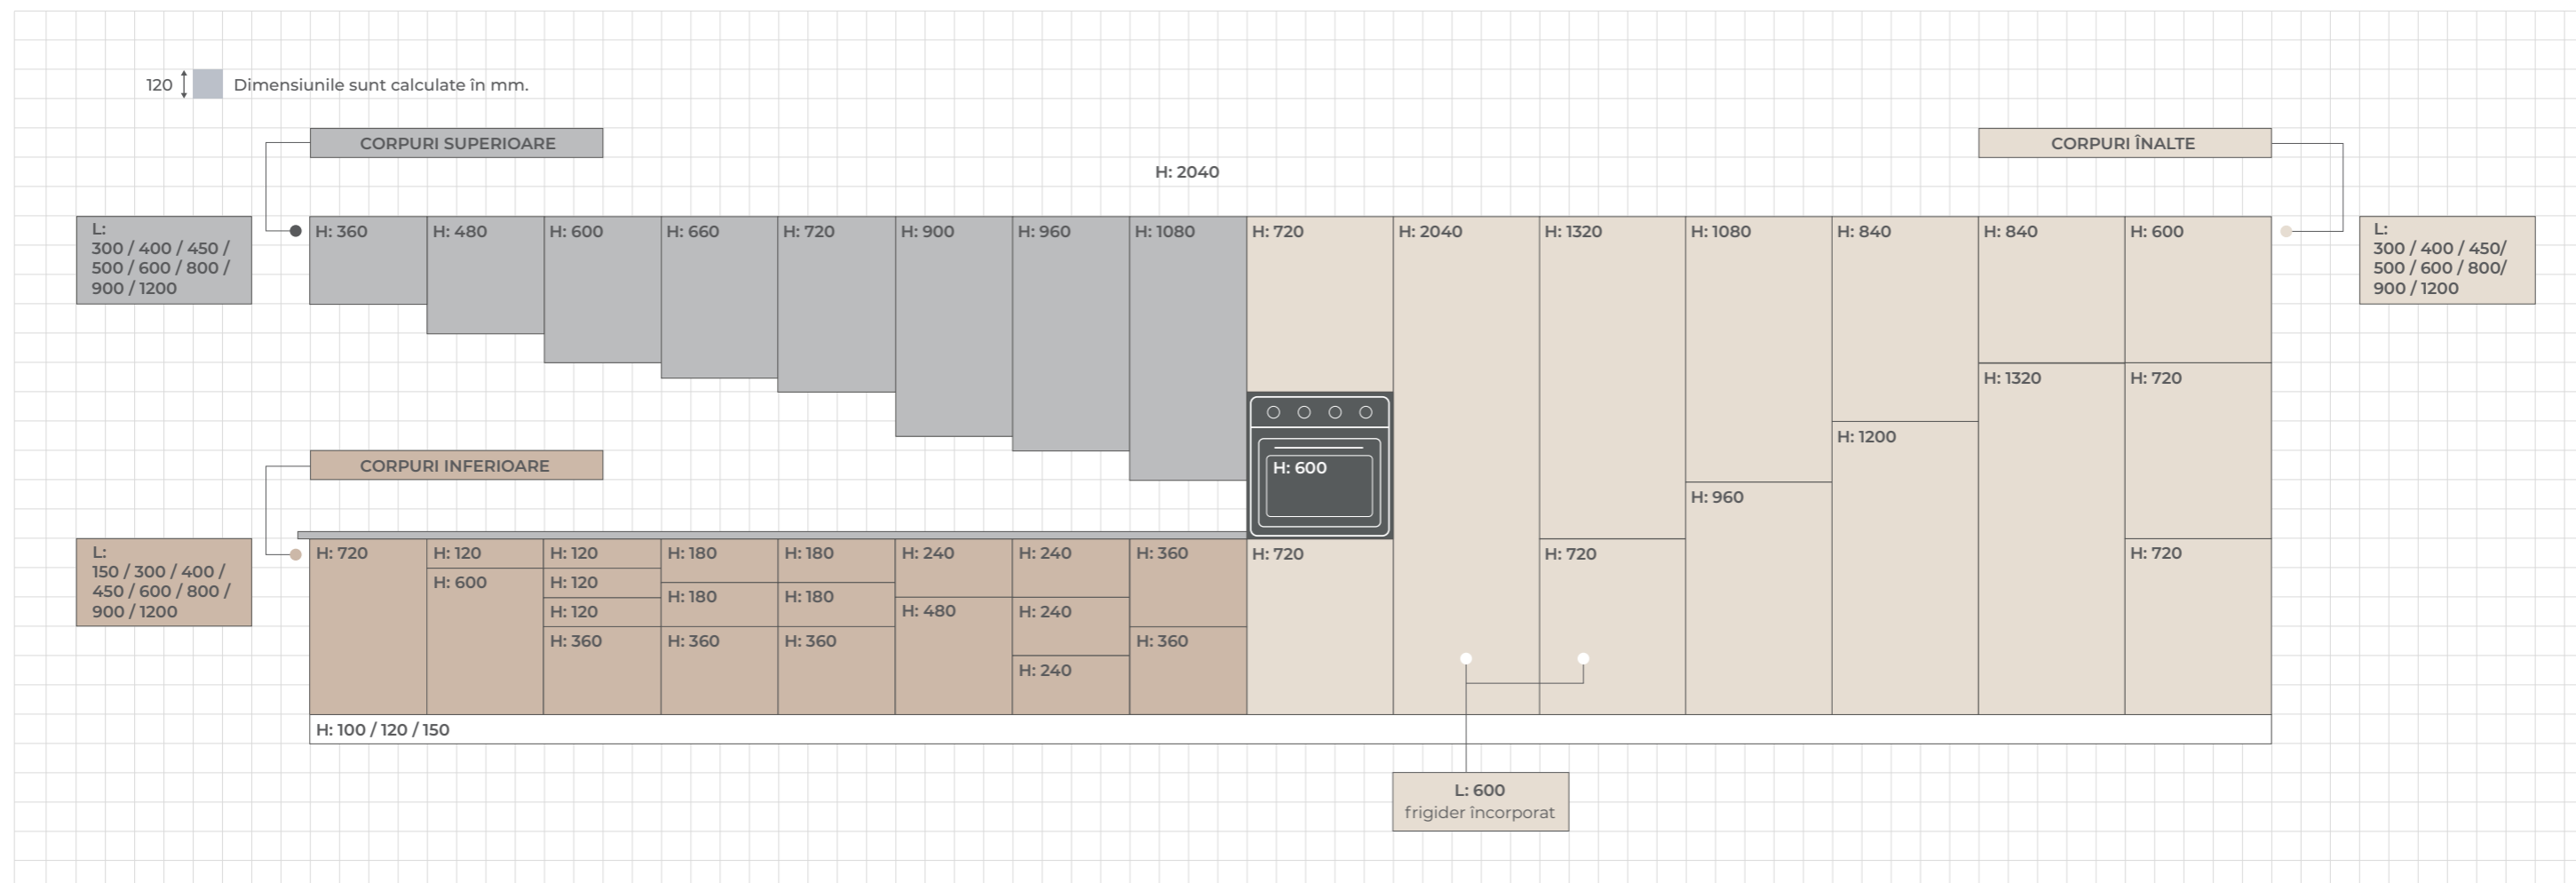 120
Dimensiunile sunt calculate în mm.
CORPURI SUPERIOARE
CORPURI ÎNALTE
H: 2040
L:
300 / 400 / 450 /
500 / 600 / 800 /
900 / 1200
H: 360
H: 480
H: 600
H: 660
H: 720
H: 900
H: 960
H: 1080
H: 720
H: 2040
H: 1320
H: 1080
H: 840
H: 840
H: 600
L:
300 / 400 / 450/
500 / 600 / 800/
900 / 1200
H: 1320
H: 720
H: 1200
H: 600
H: 960
CORPURI INFERIOARE
L:
150 / 300 / 400 /
450 / 600 / 800 /
900 / 1200
H: 720
H: 120
H: 120
H: 180
H: 180
H: 240
H: 240
H: 360
H: 720
H: 720
H: 720
H: 600
H: 120
H: 180
H: 180
H: 120
H: 480
H: 240
H: 360
H: 360
H: 360
H: 360
H: 240
H: 100 / 120 / 150
L: 600
frigider încorporat